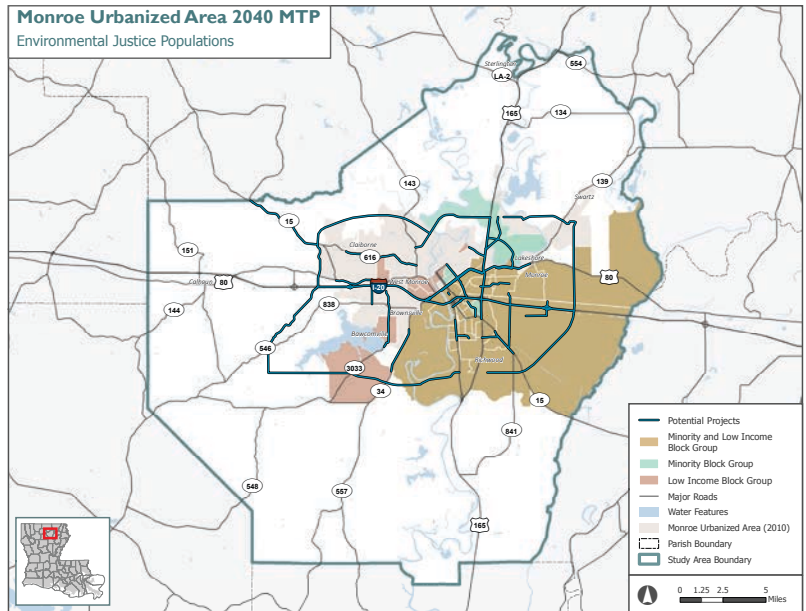 Monroe Urbanized Area 2040 MTP
Environmental Justice Populations
Sterlington
554
LA-2
165
134
143
139
Swartz
15
151
Claiborne
616
Lakeshore
Calhoun
80
I-20
West Monroe
Monroe
80
144
838
Brownsville
Bawcomville
546
Richwood
3033
34
15
841
548
557
165
Potential Projects
Minority and Low Income
Block Group
Minority Block Group
Low Income Block Group
Major Roads
Water Features
Monroe Urbanized Area (2010)
Parish Boundary
Study Area Boundary
0 1.25 2.5 5
Miles